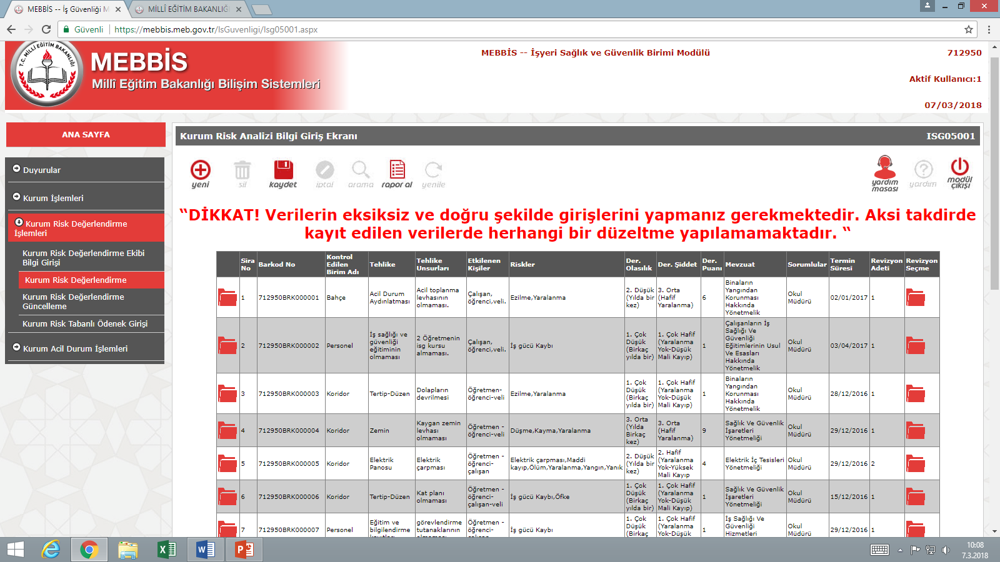 MEBBİS -- İş Güvenliği M
MİLLÎ EĞİTİM BAKANLIĞI
Güvenli
https://mebbis.meb.gov.tr/IsGuvenligi/Isg05001.aspx
T.C. MİLLÎ EĞİTİM BAKANLIĞI
MEBBİS
Millî Eğitim Bakanlığı Bilişim Sistemleri
MEBBİS -- İşyeri Sağlık ve Güvenlik Birimi Modülü
712950
Aktif Kullanıcı:1
07/03/2018
ANA SAYFA
Duyurular
Kurum İşlemleri
Kurum Risk Değerlendirme
İşlemleri
Kurum Risk Değerlendirme Ekibi
Bilgi Girişi
Kurum Risk Değerlendirme
Kurum Risk Değerlendirme
Güncelleme
Kurum Risk Tabanlı Ödenek Girişi
Kurum Acil Durum İşlemleri
Kurum Risk Analizi Bilgi Giriş Ekranı
ISG05001
yeni
sil
kaydet
iptal
arama
rapor al
yenile
yardım
masası
yardım
modül
çıkışı
“DİKKAT! Verilerin eksiksiz ve doğru şekilde girişlerini yapmanız gerekmektedir. Aksi takdirde
kayıt edilen verilerde herhangi bir düzeltme yapılamamaktadır. “
Sira
No
Barkod No
Kontrol
Edilen
Birim Adı
Tehlike
Tehlike
Unsurları
Etkilenen
Kişiler
Riskler
Der.
Olasılık
Der. Şiddet
Der.
Puanı
Mevzuat
Sorumlular
Termin
Süresi
Revizyon
Adeti
Revizyon
Seçme
1
712950BRK000001
Bahçe
Acil Durum
Aydınlatması
Acil toplanma
levhasının
olmaması.
Çalışan,
öğrenci,veli.
Ezilme,Yaralanma
2. Düşük
(Yılda bir
kez)
3. Orta
(Hafif
Yaralanma)
6
Binaların
Yangından
Korunması
Hakkında
Yönetmelik
Okul
Müdürü
02/01/2017
1
2
712950BRK000002
Personel
İş sağlığı ve
güvenliği
eğitiminin
olmaması
2 Öğretmenin
isg kursu
almaması.
Çalışan,
öğrenci,veli.
İş gücü Kaybı
1. Çok
Düşük
(Birkaç
yılda bir)
1. Çok Hafif
(Yaralanma
Yok-Düşük
Mali Kayıp)
1
Çalışanların İş
Sağlığı Ve
Güvenliği
Eğitimlerinin Usul
Ve Esasları
Hakkında
Yönetmelik
Okul
Müdürü
03/04/2017
1
3
712950BRK000003
Koridor
Tertip-Düzen
Dolapların
devrilmesi
Öğretmen-
öğrenci-veli
Ezilme,Yaralanma
1. Çok
Düşük
(Birkaç
yılda bir)
1. Çok Hafif
(Yaralanma
Yok-Düşük
Mali Kayıp)
1
Binaların
Yangından
Korunması
Hakkında
Yönetmelik
Okul
Müdürü
28/12/2016
1
4
712950BRK000004
Koridor
Zemin
Kaygan zemin
levhası
olmaması
Öğretmen -
öğrenci-veli
Düşme,Kayma,Yaralanma
3. Orta
(Yılda
Birkaç
kez)
3. Orta
(Hafif
Yaralanma)
9
Sağlık Ve Güvenlik
İşaretleri
Yönetmeliği
Okul
Müdürü
29/12/2016
1
5
712950BRK000005
Koridor
Elektrik
Panosu
Elektrik
çarpması
Öğretmen -
öğrenci-
çalışan
Elektrik çarpması,Maddi
kayıp,Ölüm,Yaralanma,Yangın,Yanık
2. Düşük
(Yılda bir
kez)
2. Hafif
(Yaralanma
Yok-Yüksek
Mali Kayıp
4
Elektrik İç Tesisleri
Yönetmeliği
Okul
Müdürü
29/12/2016
2
6
712950BRK000006
Koridor
Tertip-Düzen
Kat planı
olmaması
Öğretmen -
öğrenci-
çalışan-veli
İş gücü Kaybı,Öfke
1. Çok
Düşük
(Birkaç
yılda bir)
1. Çok Hafif
(Yaralanma
Yok-Düşük
Mali Kayıp)
1
Sağlık Ve Güvenlik
İşaretleri
Yönetmeliği
Okul
Müdürü
15/12/2016
1
7
712950BRK000007
Personel
Eğitim ve
bilgilendirme
görevlendirme
tutanaklarının
Öğretmen -
öğrenci-
İş gücü Kaybı
1. Çok
Düşük
(Birkaç
1. Çok Hafif
(Yaralanma
Yok-Düşük
1
İş Sağlığı Ve
Güvenliği
Hizmetleri
Okul
Müdürü
29/12/2016
1
10:08
7.3.2018